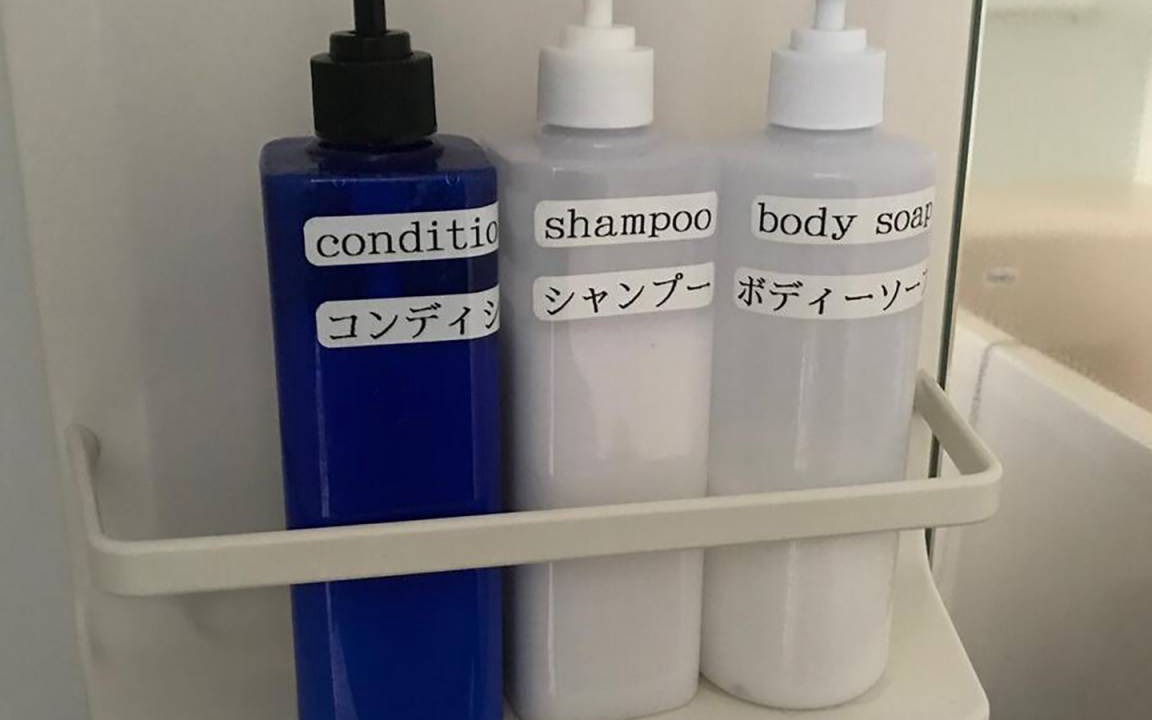 conditio
コンディシ
shampoo
シャンプー
body soap
ボディーソープ